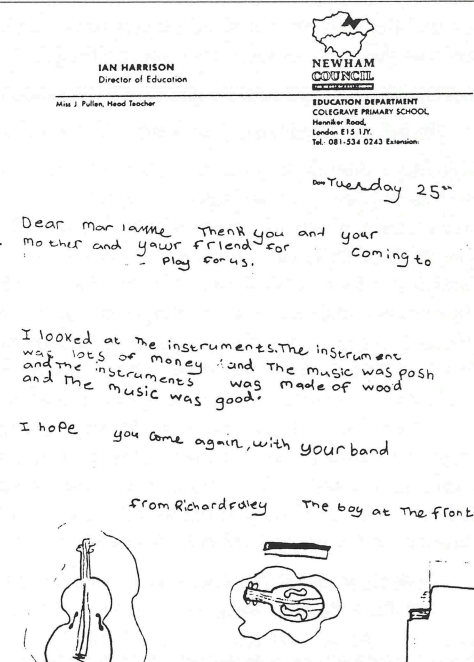 IAN HARRISON
Director of Education
NEWHAM
COUNCIL
Miss J. Pullen, Head Teacher
EDUCATION DEPARTMENT
COLEGRAVE PRIMARY SCHOOL,
Henniker Road,
London E15 1JY.
Tel: 081-534 0243 Extension:
Date Tuesday 25th
Dear Marianne Thenk you and your
mother and yawr friend for coming to
play for us.
I looked at the instruments. The instrument
was lots of money and The music was posh
and The instruments was made of wood
and The music was good.
I hope you come again, with your band
from Richard The boy at The front